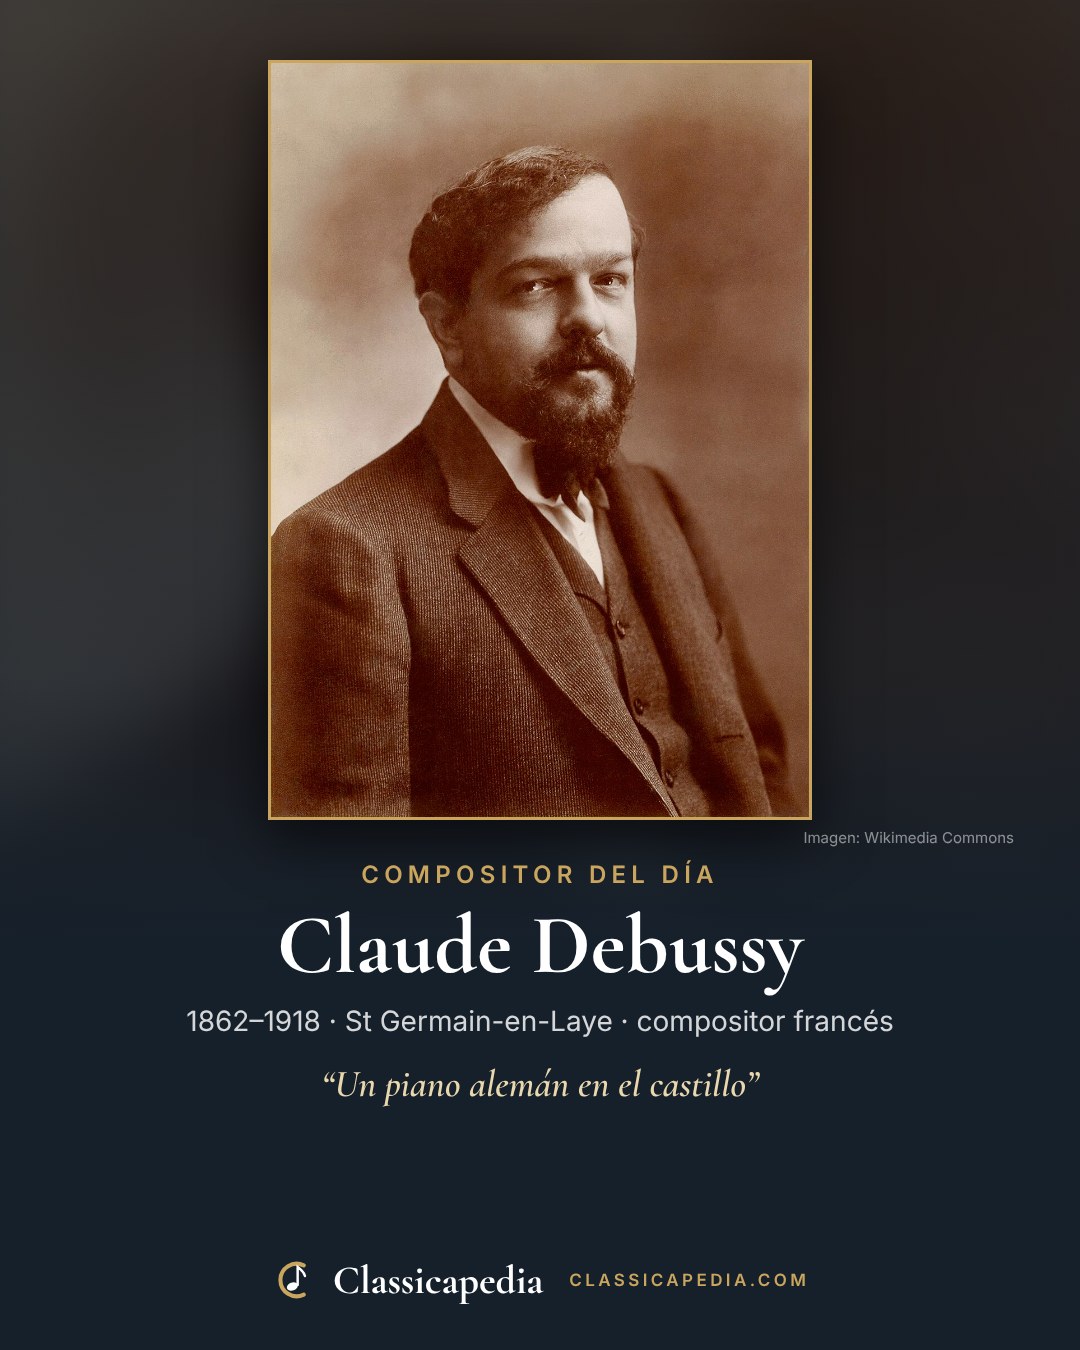 Imagen: Wikimedia Commons
COMPOSITOR DEL DÍA
Claude Debussy
1862–1918 · St Germain-en-Laye · compositor francés
“Un piano alemán en el castillo”
Classicapedia CLASSICAPEDIA.COM